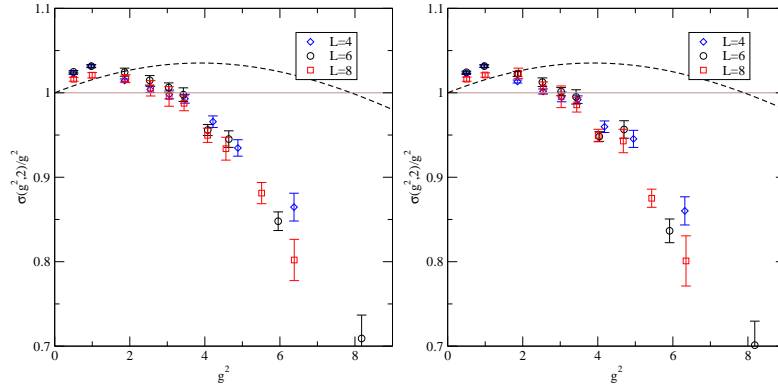 1.1
1
0.9
0.8
0.7
σ(g²,2)/g²
0 2 4 6 8
g²
L=4
L=6
L=8
1.1
1
0.9
0.8
0.7
σ(g²,2)/g²
0 2 4 6 8
g²
L=4
L=6
L=8